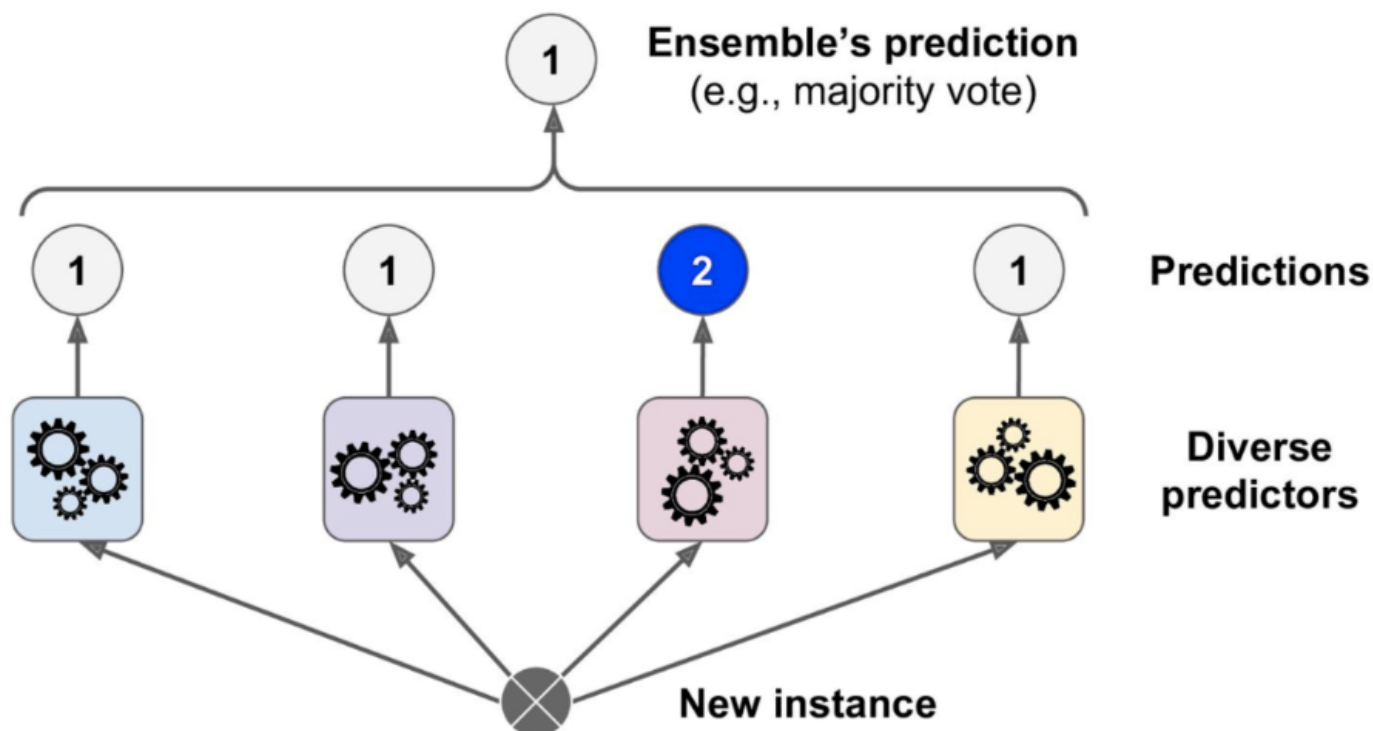 1
Ensemble's prediction
(e.g., majority vote)
1 1 2 1
Predictions
Diverse
predictors
New instance